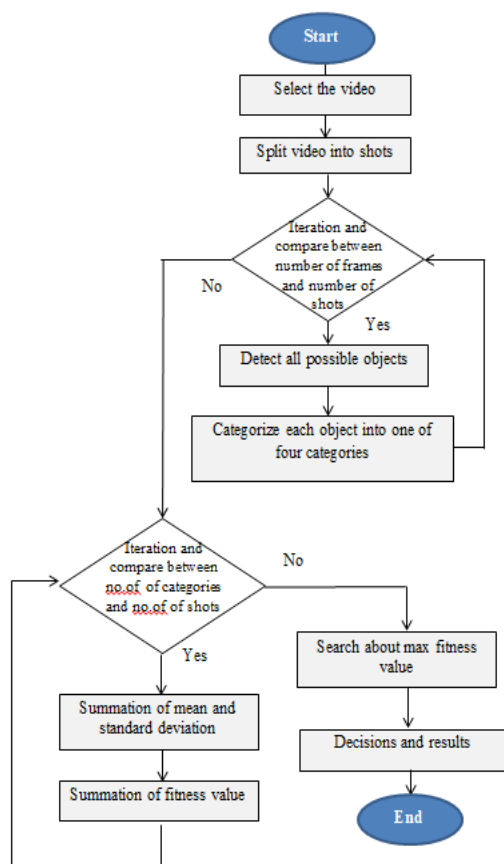 Start
Select the video
Split video into shots
Iteration and
compare between
number of frames
and number of
shots
No
Yes
Detect all possible objects
Categorize each object into one of
four categories
Iteration and
compare between
no.of of categories
and no.of of shots
No
Yes
Search about max fitness
value
Summation of mean and
standard deviation
Decisions and results
Summation of fitness value
End